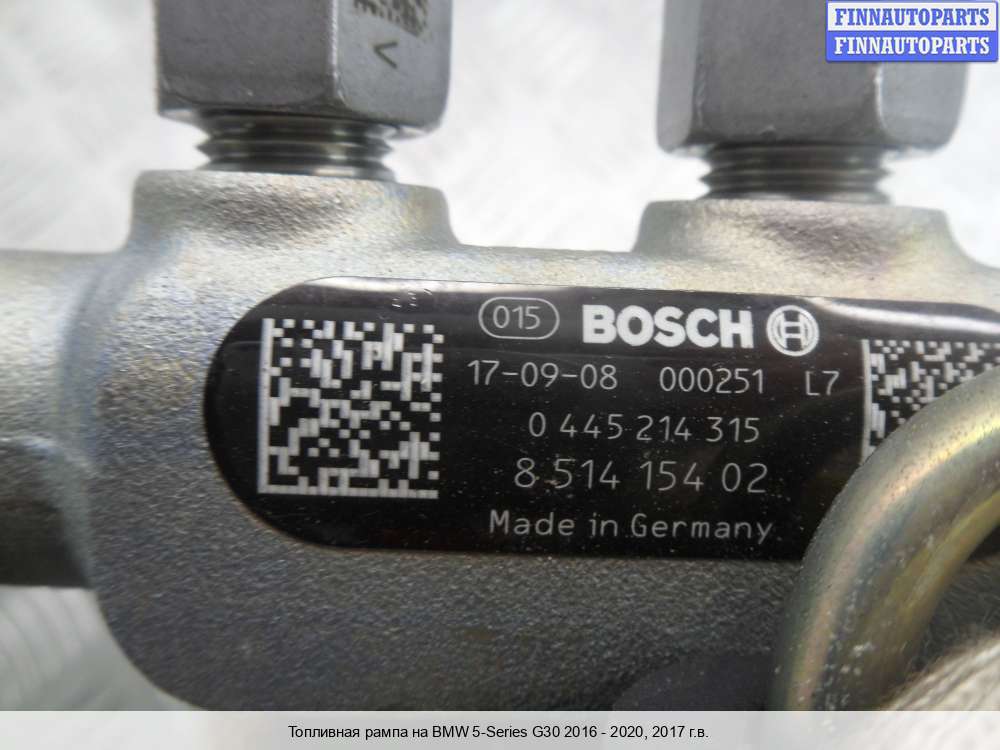 FINNAUTOPARTS
FINNAUTOPARTS
015 BOSCH
17-09-08 000251 L7
0 445 214 315
8 514 154 02
Made in Germany
Топливная рампа на BMW 5-Series G30 2016 - 2020, 2017 г.в.